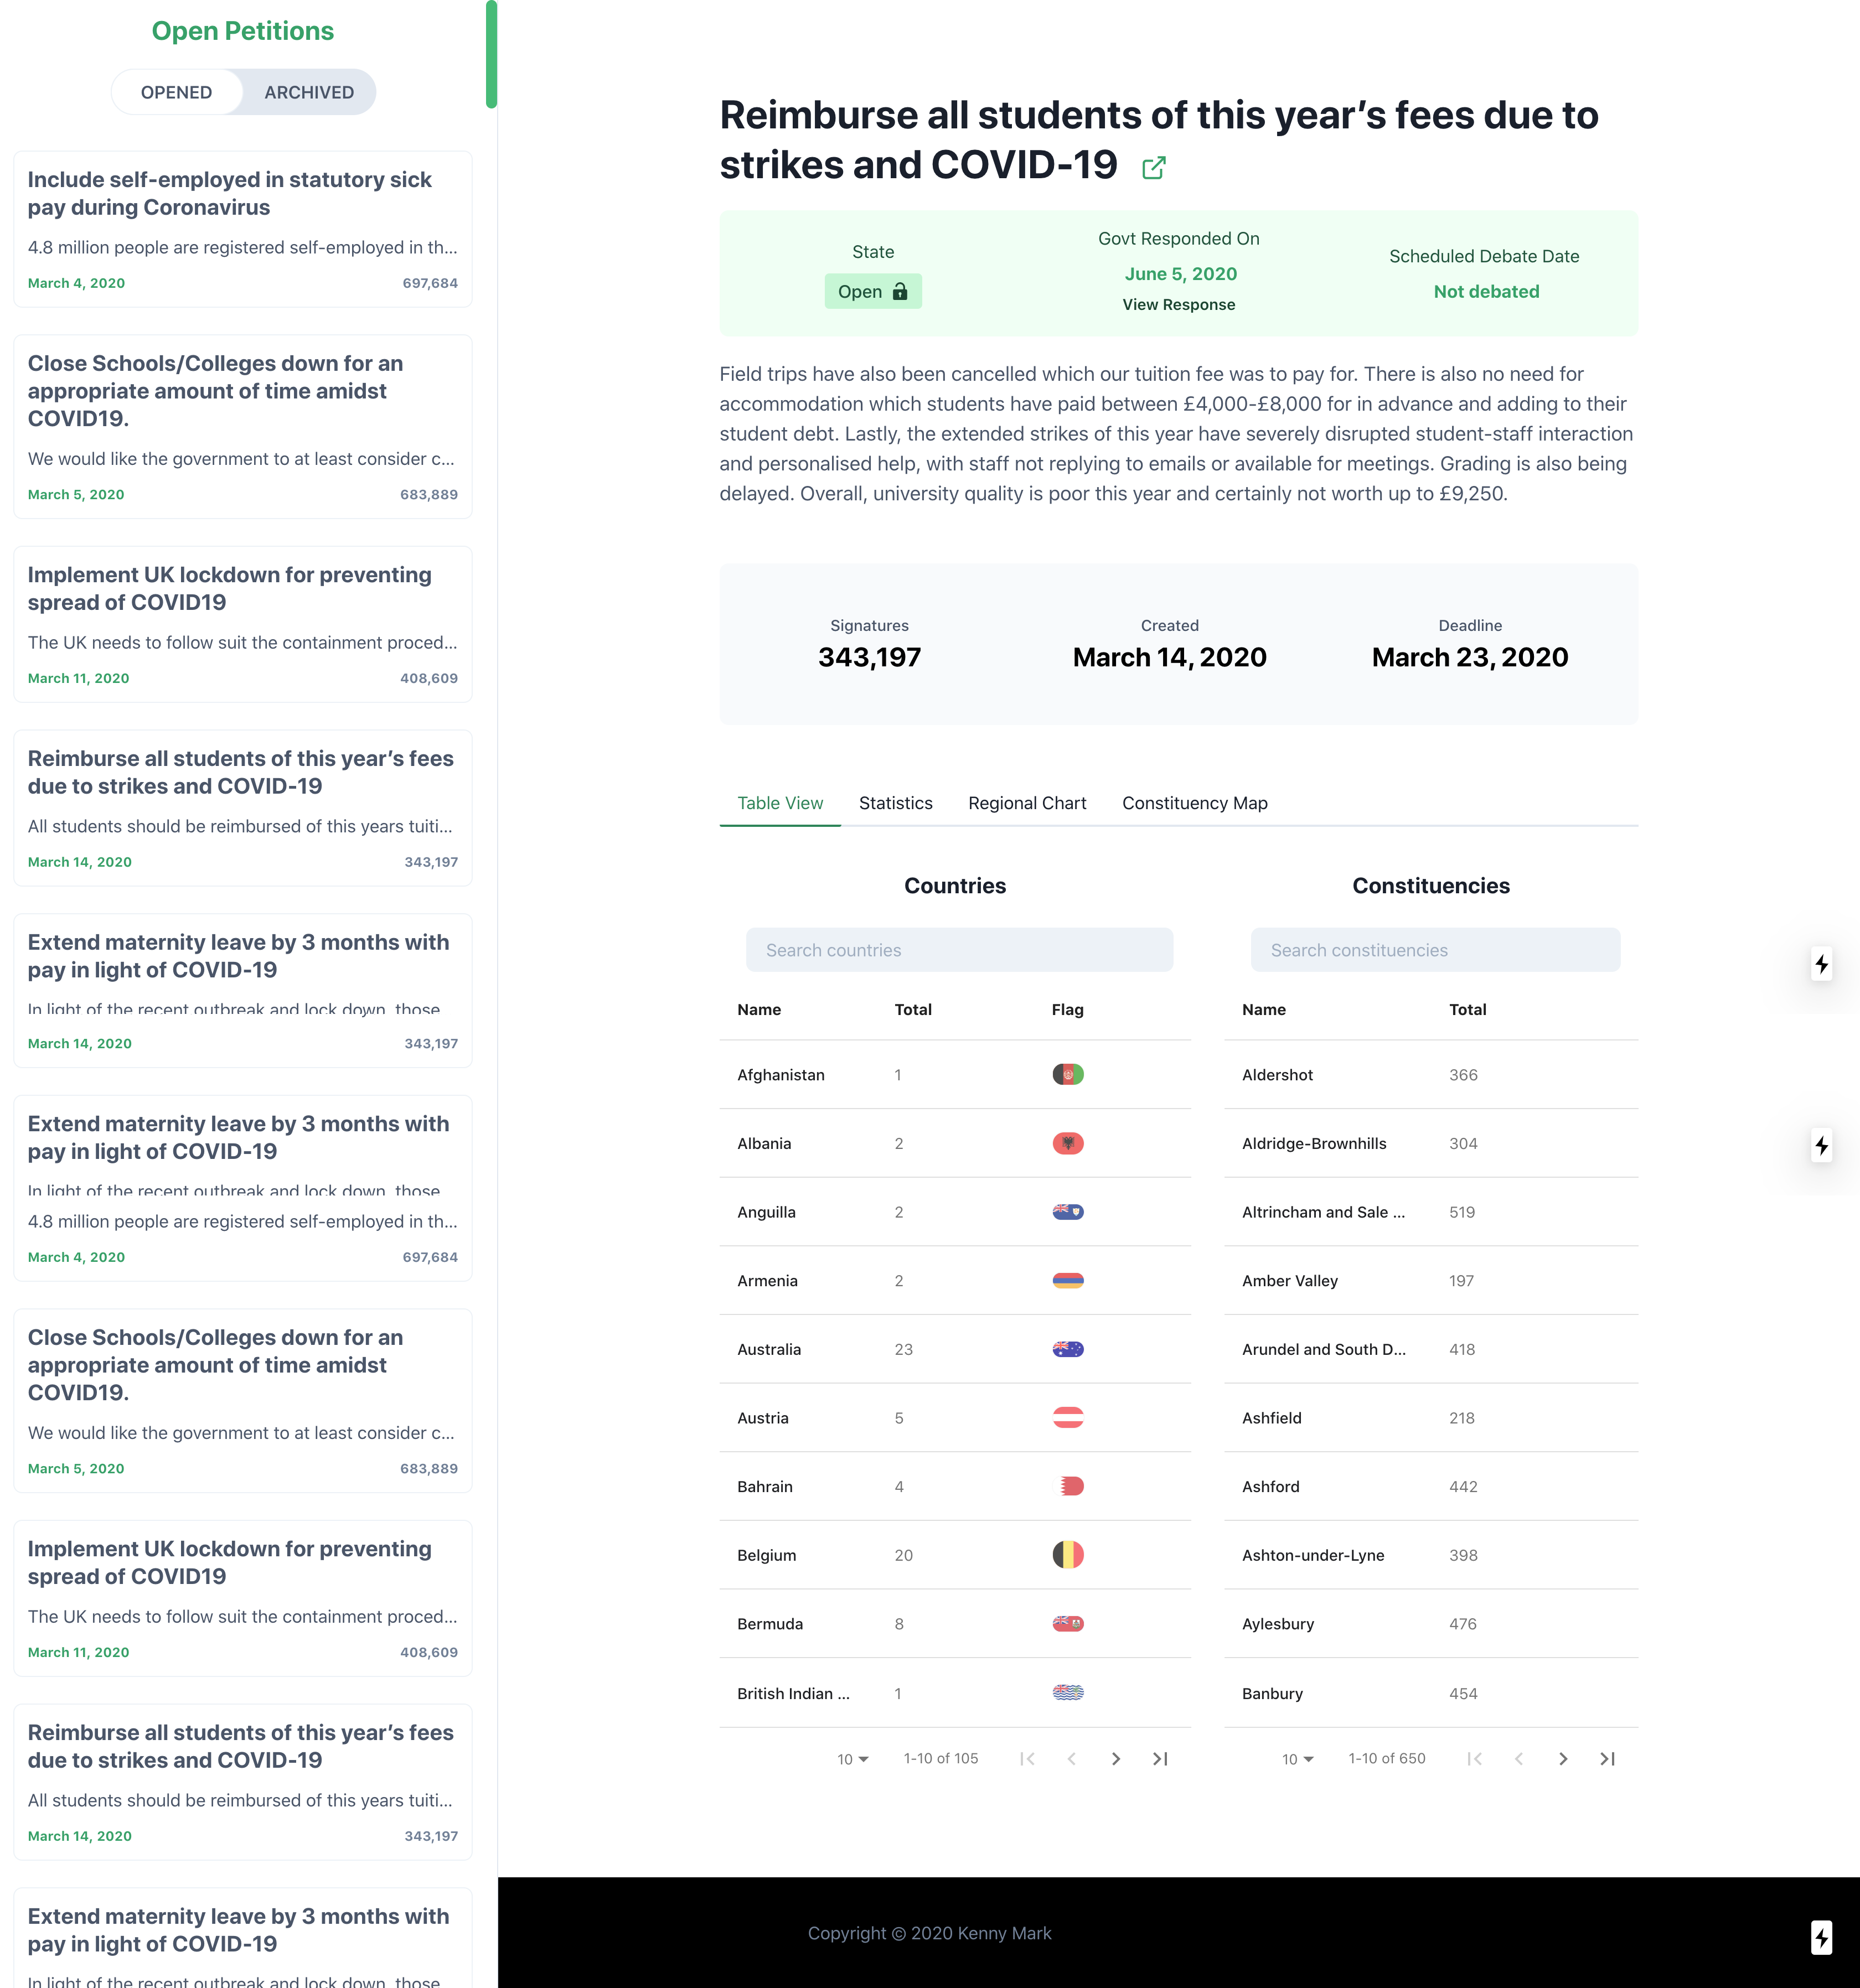 Open Petitions
OPENED
ARCHIVED
Include self-employed in statutory sick
pay during Coronavirus
4.8 million people are registered self-employed in th...
March 4, 2020
697,684
Close Schools/Colleges down for an
appropriate amount of time amidst
COVID19.
We would like the government to at least consider c...
March 5, 2020
683,889
Implement UK lockdown for preventing
spread of COVID19
The UK needs to follow suit the containment proced...
March 11, 2020
408,609
Reimburse all students of this year’s fees
due to strikes and COVID-19
All students should be reimbursed of this years tuiti...
March 14, 2020
343,197
Extend maternity leave by 3 months with
pay in light of COVID-19
In light of the recent outbreak and lock down, those
March 14, 2020
343,197
Extend maternity leave by 3 months with
pay in light of COVID-19
In light of the recent outbreak and lock down, those
4.8 million people are registered self-employed in th...
March 4, 2020
697,684
Close Schools/Colleges down for an
appropriate amount of time amidst
COVID19.
We would like the government to at least consider c...
March 5, 2020
683,889
Implement UK lockdown for preventing
spread of COVID19
The UK needs to follow suit the containment proced...
March 11, 2020
408,609
Reimburse all students of this year’s fees
due to strikes and COVID-19
All students should be reimbursed of this years tuiti...
March 14, 2020
343,197
Extend maternity leave by 3 months with
pay in light of COVID-19
In light of the recent outbreak and lock down, those
Reimburse all students of this year’s fees due to
strikes and COVID-19
State
Open
Govt Responded On
June 5, 2020
View Response
Scheduled Debate Date
Not debated
Field trips have also been cancelled which our tuition fee was to pay for. There is also no need for
accommodation which students have paid between £4,000-£8,000 for in advance and adding to their
student debt. Lastly, the extended strikes of this year have severely disrupted student-staff interaction
and personalised help, with staff not replying to emails or available for meetings. Grading is also being
delayed. Overall, university quality is poor this year and certainly not worth up to £9,250.
Signatures
343,197
Created
March 14, 2020
Deadline
March 23, 2020
Table View
Statistics
Regional Chart
Constituency Map
Countries
Search countries
Name Total Flag
Afghanistan 1
Albania 2
Anguilla 2
Armenia 2
Australia 23
Austria 5
Bahrain 4
Belgium 20
Bermuda 8
British Indian ... 1
10 1-10 of 105
Constituencies
Search constituencies
Name Total
Aldershot 366
Aldridge-Brownhills 304
Altrincham and Sale ... 519
Amber Valley 197
Arundel and South D... 418
Ashfield 218
Ashford 442
Ashton-under-Lyne 398
Aylesbury 476
Banbury 454
10 1-10 of 650
Copyright © 2020 Kenny Mark